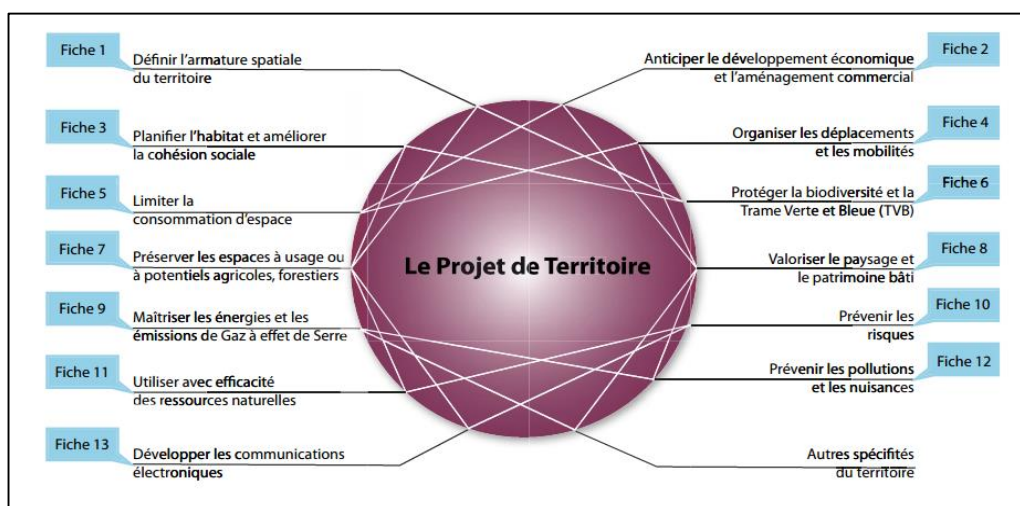 Fiche 1
Définir l'armature spatiale
du territoire
Fiche 2
Anticiper le développement économique
et l'aménagement commercial
Fiche 3
Planifier l'habitat et améliorer
la cohésion sociale
Fiche 4
Organiser les déplacements
et les mobilités
Fiche 5
Limiter la
consommation d'espace
Fiche 6
Protéger la biodiversité et la
Trame Verte et Bleue (TVB)
Fiche 7
Préserver les espaces à usage ou
à potentiels agricoles, forestiers
Le Projet de Territoire
Fiche 8
Valoriser le paysage et
le patrimoine bâti
Fiche 9
Maîtriser les énergies et les
émissions de Gaz à effet de Serre
Fiche 10
Prévenir les
risques
Fiche 11
Utiliser avec efficacité
des ressources naturelles
Fiche 12
Prévenir les pollutions
et les nuisances
Fiche 13
Développer les communications
électroniques
Autres spécifités
du territoire